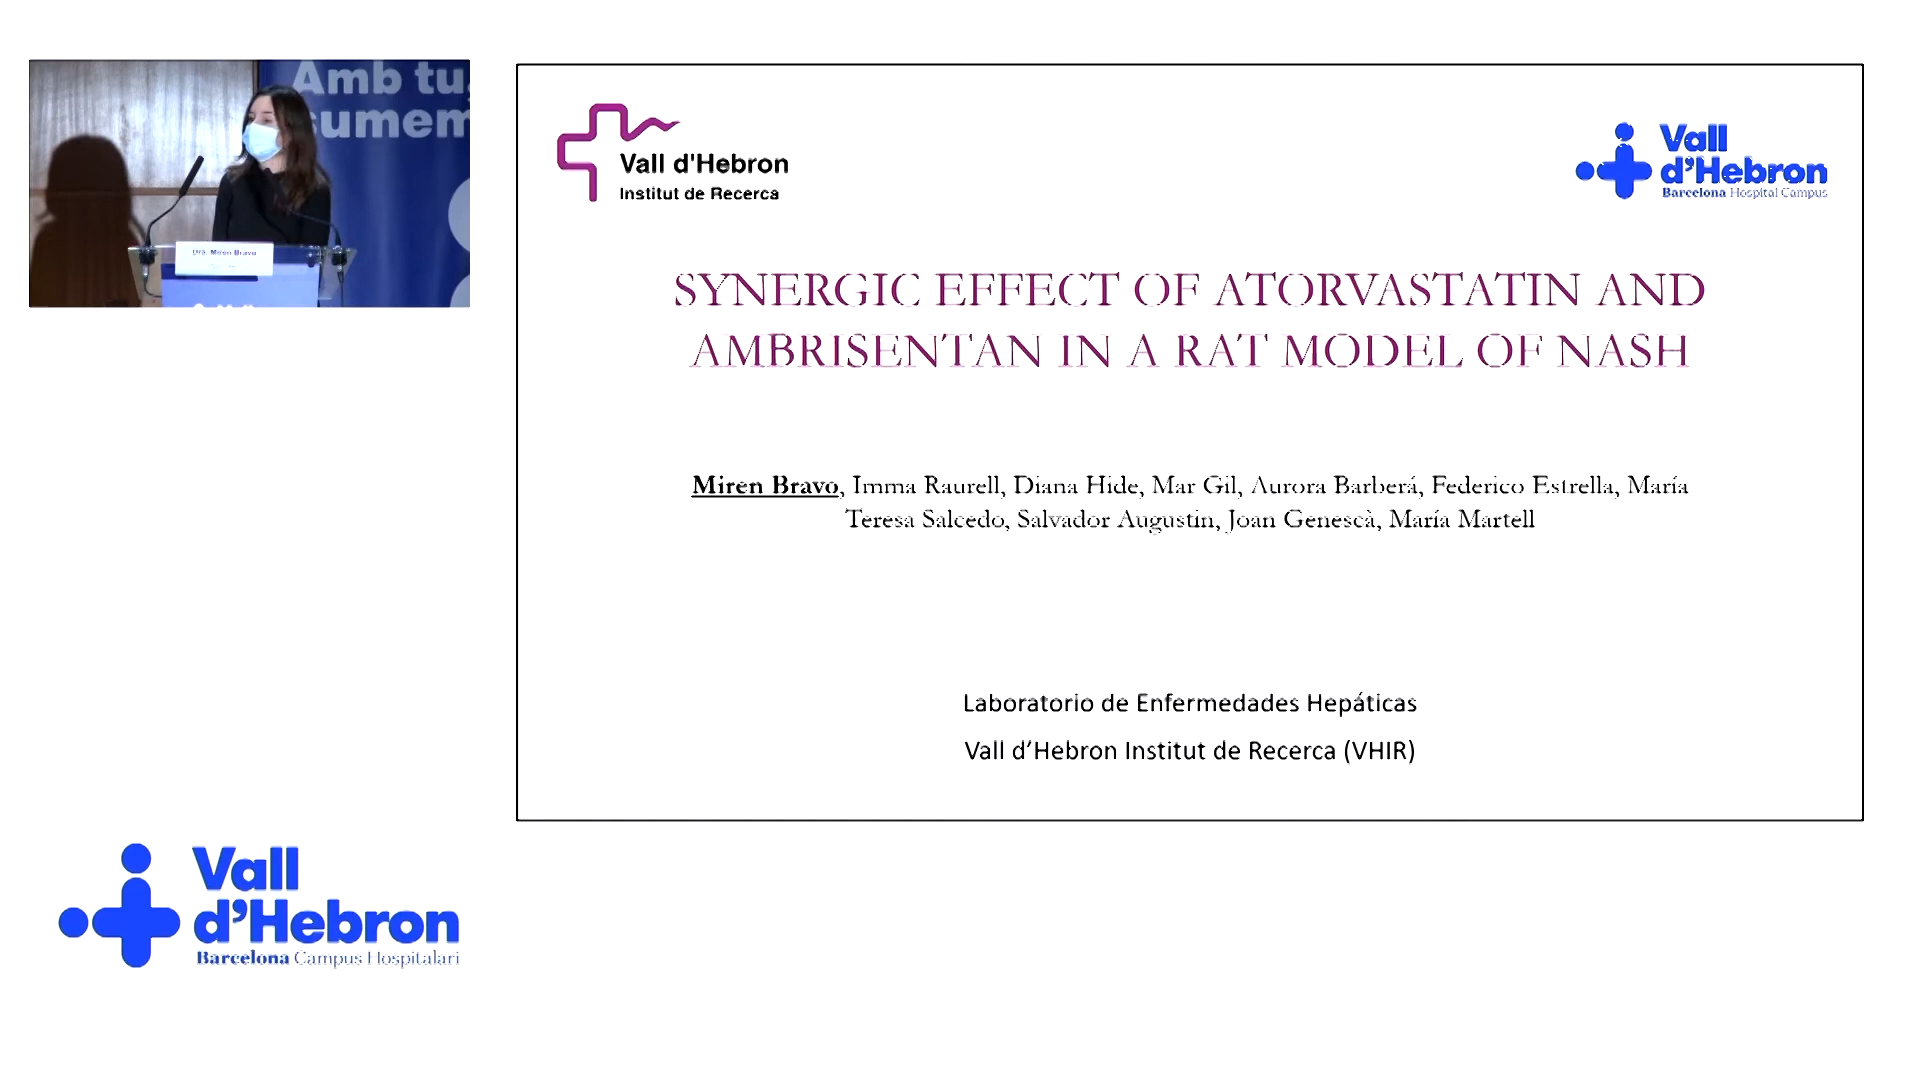 Amb tu,
sumem
Dra. Miren Bravo
Vall d'Hebron
Institut de Recerca
Vall
d'Hebron
Barcelona Hospital Campus
SYNERGIC EFFECT OF ATORVASTATIN AND
AMBRISENTAN IN A RAT MODEL OF NASH
Miren Bravo, Imma Raurell, Diana Hide, Mar Gil, Aurora Barberá, Federico Estrella, María
Teresa Salcedo, Salvador Augustin, Joan Genescà, María Martell
Laboratorio de Enfermedades Hepáticas
Vall d’Hebron Institut de Recerca (VHIR)
Vall
d'Hebron
Barcelona Campus Hospitalari